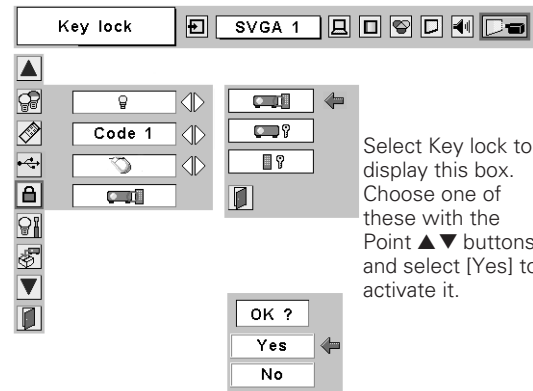 Key lock
SVGA 1
Code 1
Select Key lock to
display this box.
Choose one of
these with the
Point ▲▼ buttons
and select [Yes] to
activate it.
OK ?
Yes
No